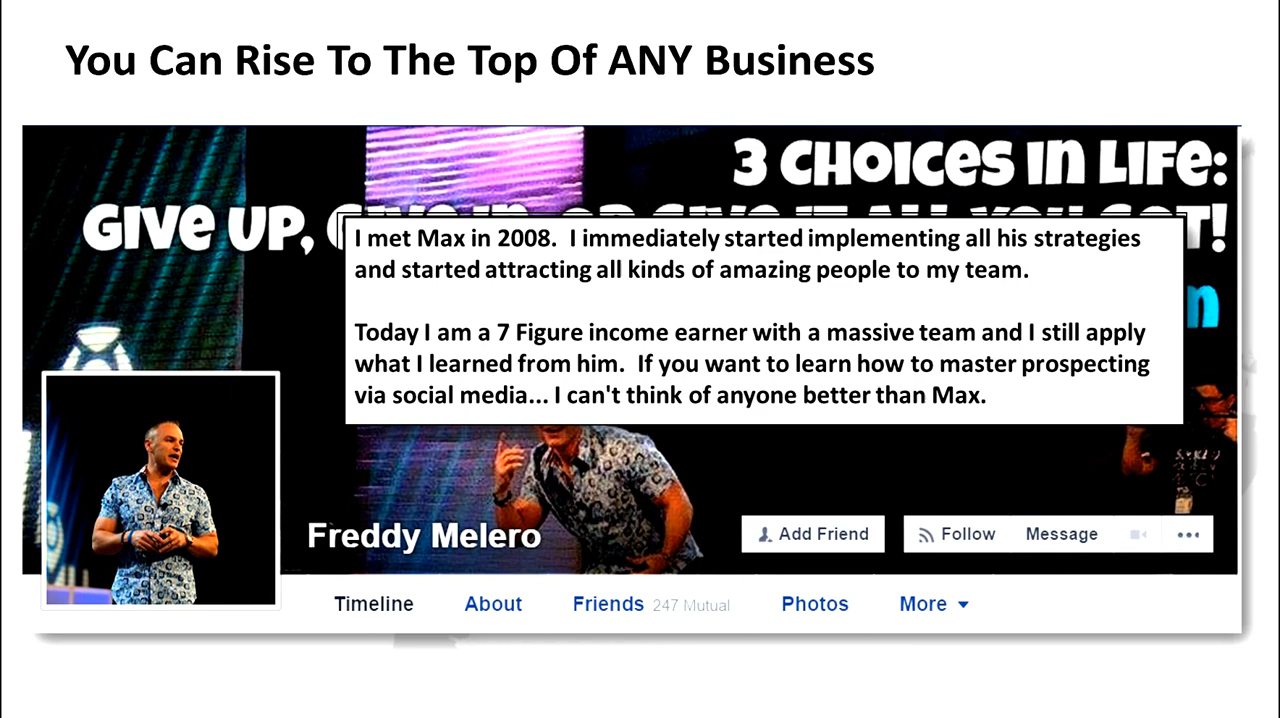 You Can Rise To The Top Of ANY Business
3 CHOICES IN LIFE:
GIVE UP,
I met Max in 2008.  I immediately started implementing all his strategies
and started attracting all kinds of amazing people to my team.
Today I am a 7 Figure income earner with a massive team and I still apply
what I learned from him.  If you want to learn how to master prospecting
via social media... I can't think of anyone better than Max.
Freddy Melero
Add Friend
Follow Message
Timeline About Friends 247 Mutual Photos More